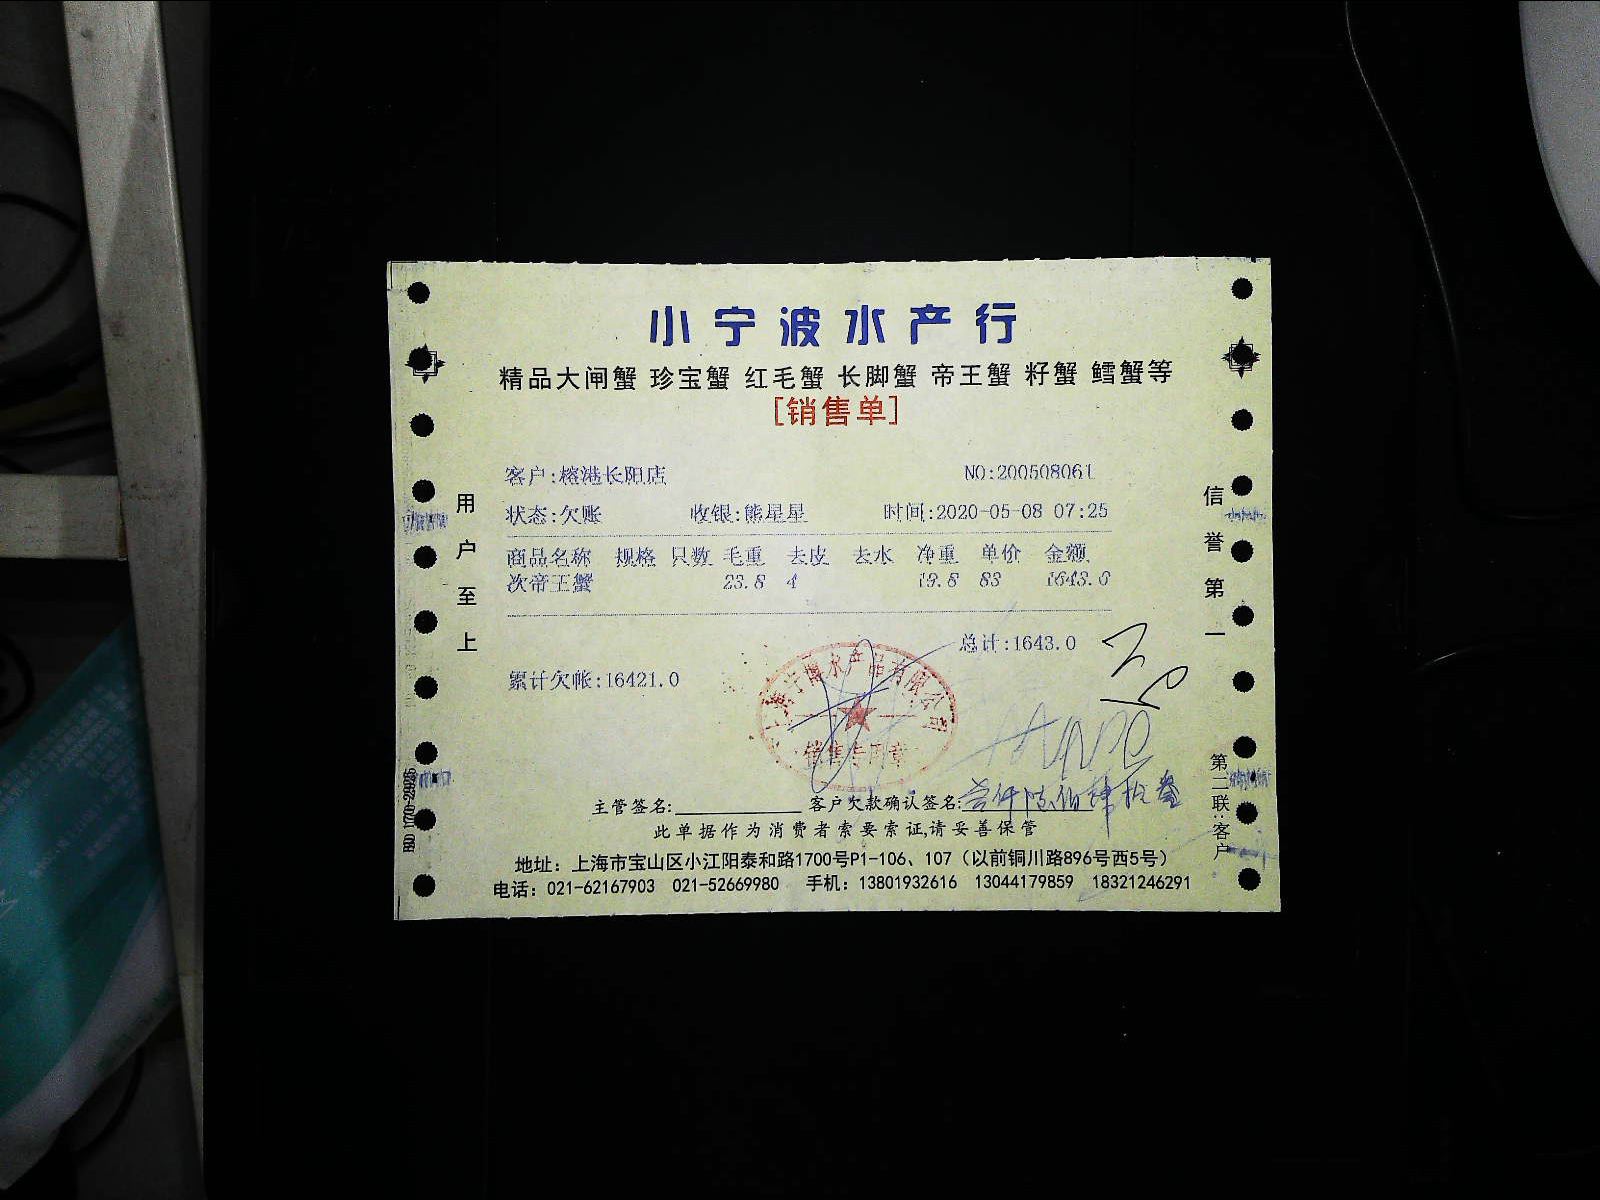 小宁波水产行
精品大闸蟹 珍宝蟹 红毛蟹 长脚蟹 帝王蟹 籽蟹 鳕蟹等
[销售单]
客户:榕港长阳店 NO:200508061
状态:欠账 收银:熊星星 时间:2020-05-08 07:25
商品名称 规格 只数 毛重 去皮 去水 净重 单价 金额
次帝王蟹 23.8 4 19.8 83 1643.0
总计:1643.0
累计欠帐:16421.0
销售专用章
主管签名: 客户欠款确认签名:
此单据作为消费者索要索证,请妥善保管
地址：上海市宝山区小江阳泰和路1700号P1-106、107（以前铜川路896号西5号）
电话：021-62167903 021-52669980 手机：13801932616 13044179859 18321246291
用户至上
信誉第一
第二联:客户